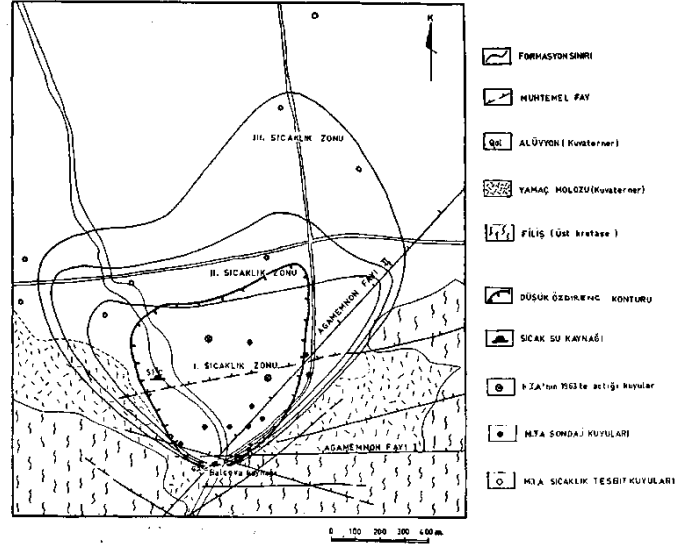 K
III. SICAKLIK ZONU
II. SICAKLIK ZONU
AGAMEMNON FAYI II
I. SICAKLIK ZONU
AGAMEMNON FAYI I
Balçova kaynağı
0 100 200 300 400 m.
FORMASYON SINIRI
MUHTEMEL FAY
Qal ALÜVYON (Kuvaterner)
YAMAÇ MOLOZU (Kuvaterner)
FİLİŞ (Üst kretase)
DÜŞÜK ÖZDİRENÇ KONTURU
SICAK SU KAYNAĞI
M.T.A'nın 1963 te açtığı kuyular
M.T.A SONDAJ KUYULARI
M.T.A SICAKLIK TESBİT KUYULARI